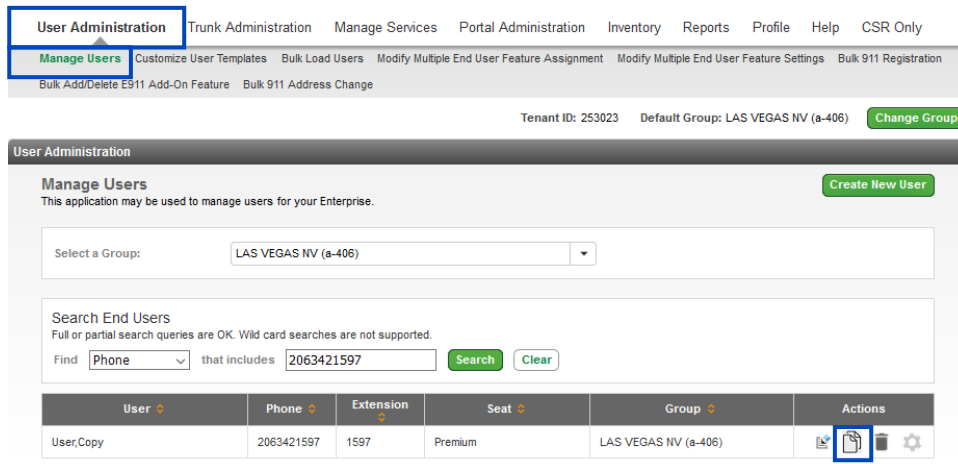 User Administration Trunk Administration Manage Services Portal Administration Inventory Reports Profile Help CSR Only
Manage Users Customize User Templates Bulk Load Users Modify Multiple End User Feature Assignment Modify Multiple End User Feature Settings Bulk 911 Registration
Bulk Add/Delete E911 Add-On Feature Bulk 911 Address Change
Tenant ID: 253023 Default Group: LAS VEGAS NV (a-406) Change Group
User Administration
Manage Users
Create New User
This application may be used to manage users for your Enterprise.
Select a Group: LAS VEGAS NV (a-406)
Search End Users
Full or partial search queries are OK. Wild card searches are not supported.
Find Phone that includes 2063421597 Search Clear
User Phone Extension Seat Group Actions
User,Copy 2063421597 1597 Premium LAS VEGAS NV (a-406)